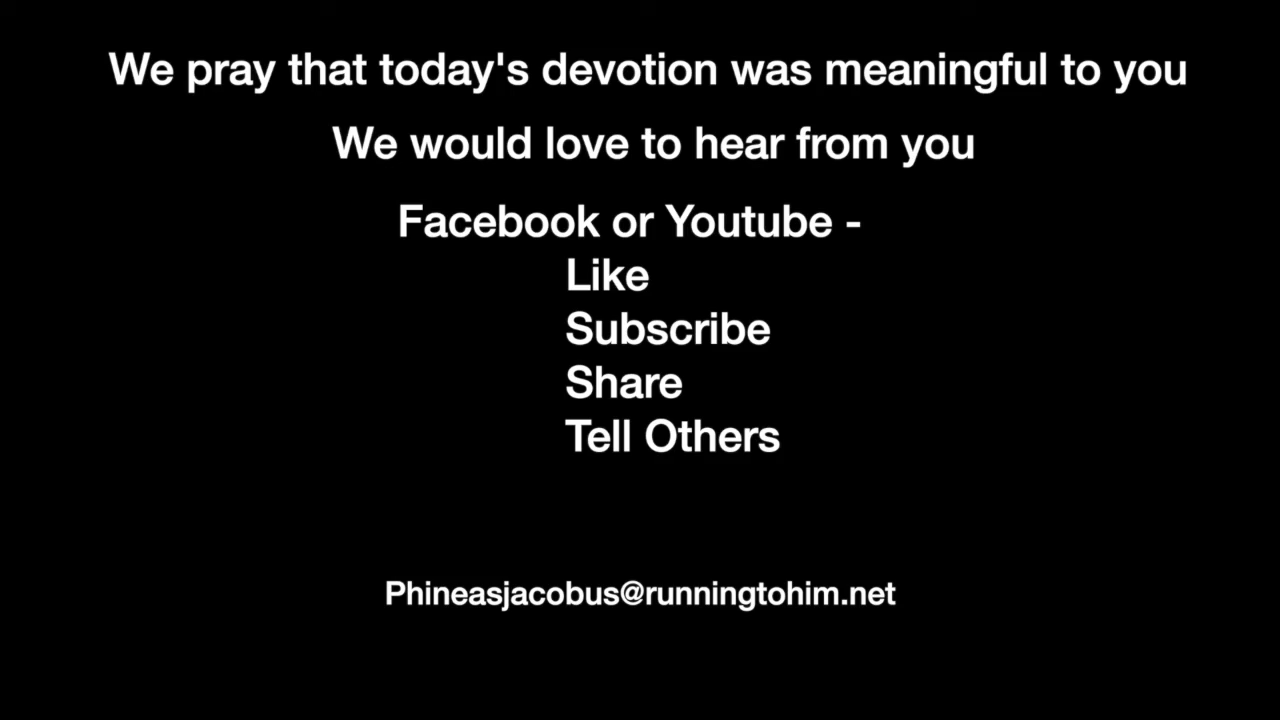 We pray that today's devotion was meaningful to you
We would love to hear from you
Facebook or Youtube -
Like
Subscribe
Share
Tell Others
Phineasjacobus@runningtohim.net